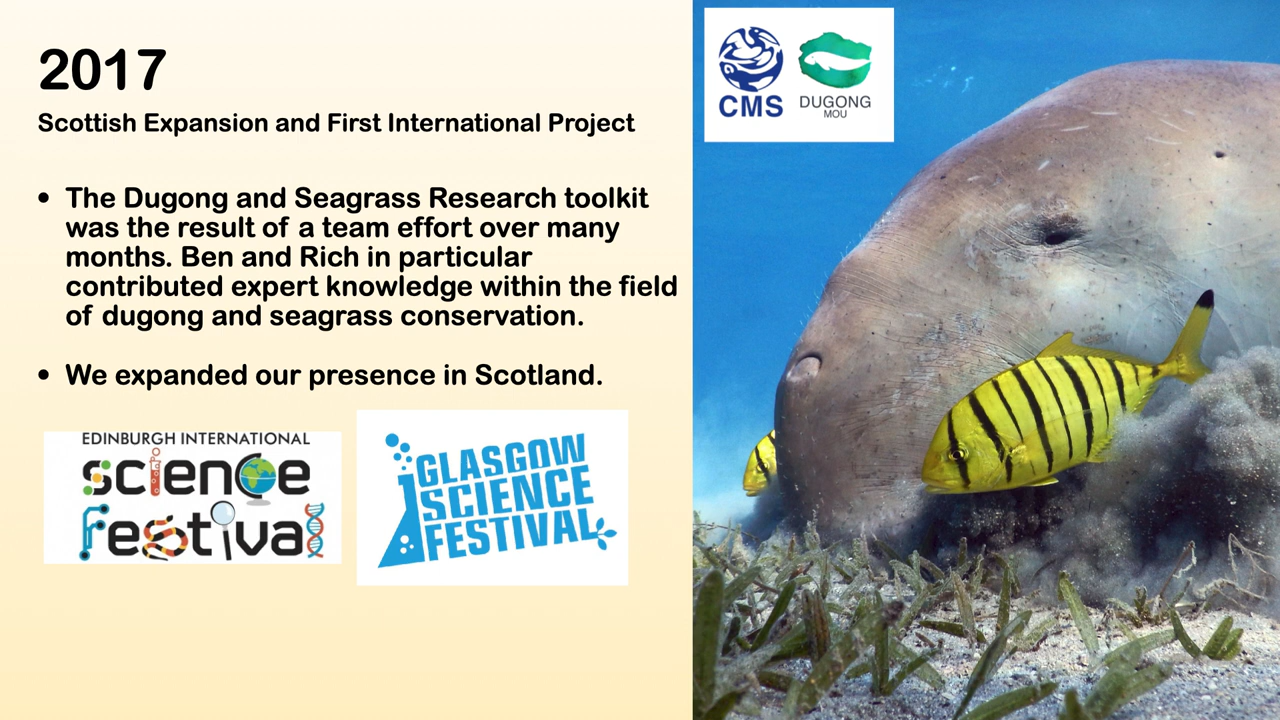 2017
Scottish Expansion and First International Project
• The Dugong and Seagrass Research toolkit
was the result of a team effort over many
months. Ben and Rich in particular
contributed expert knowledge within the field
of dugong and seagrass conservation.
• We expanded our presence in Scotland.
EDINBURGH INTERNATIONAL
science
festival
GLASGOW
SCIENCE
FESTIVAL
CMS
DUGONG
MOU